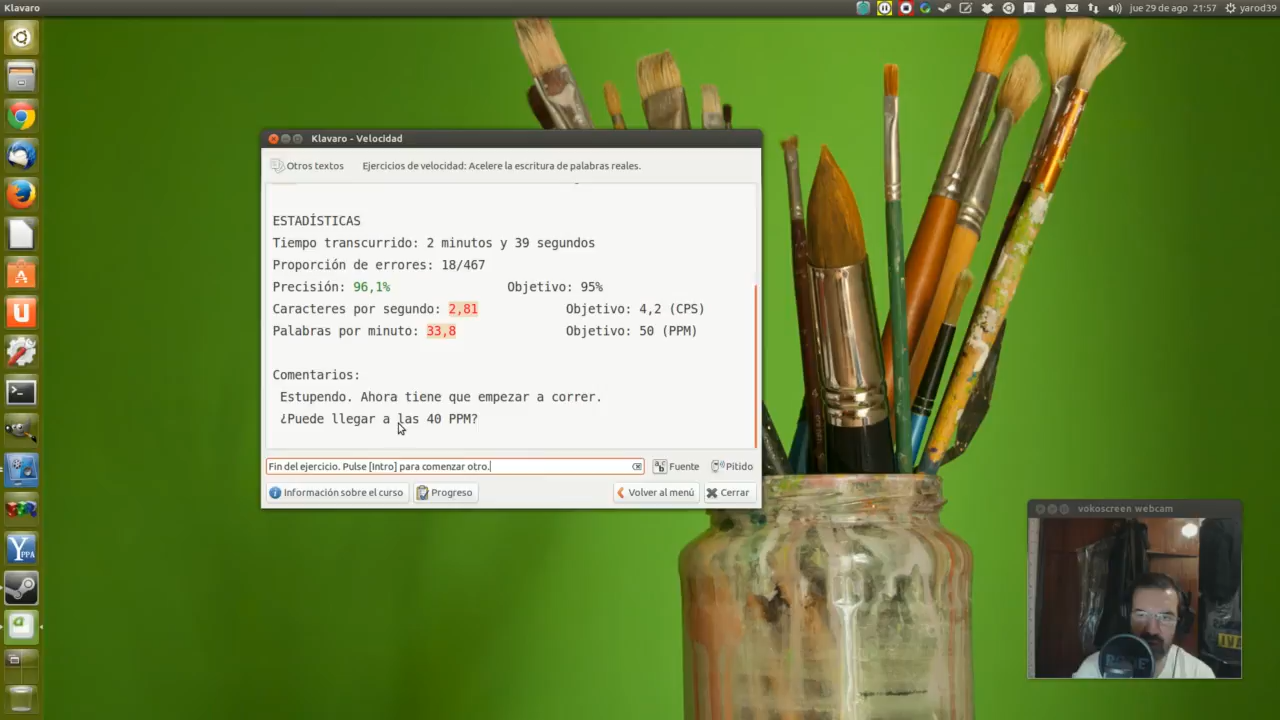 Klavaro
jue 29 de ago 21:57 yarod39
Klavaro - Velocidad
Otros textos Ejercicios de velocidad: Acelere la escritura de palabras reales.
ESTADÍSTICAS
Tiempo transcurrido: 2 minutos y 39 segundos
Proporción de errores: 18/467
Precisión: 96,1% Objetivo: 95%
Caracteres por segundo: 2,81 Objetivo: 4,2 (CPS)
Palabras por minuto: 33,8 Objetivo: 50 (PPM)
Comentarios:
Estupendo. Ahora tiene que empezar a correr.
¿Puede llegar a las 40 PPM?
Fin del ejercicio. Pulse [Intro] para comenzar otro. Fuente Pitido
Información sobre el curso Progreso Volver al menú Cerrar
vokoscreen webcam